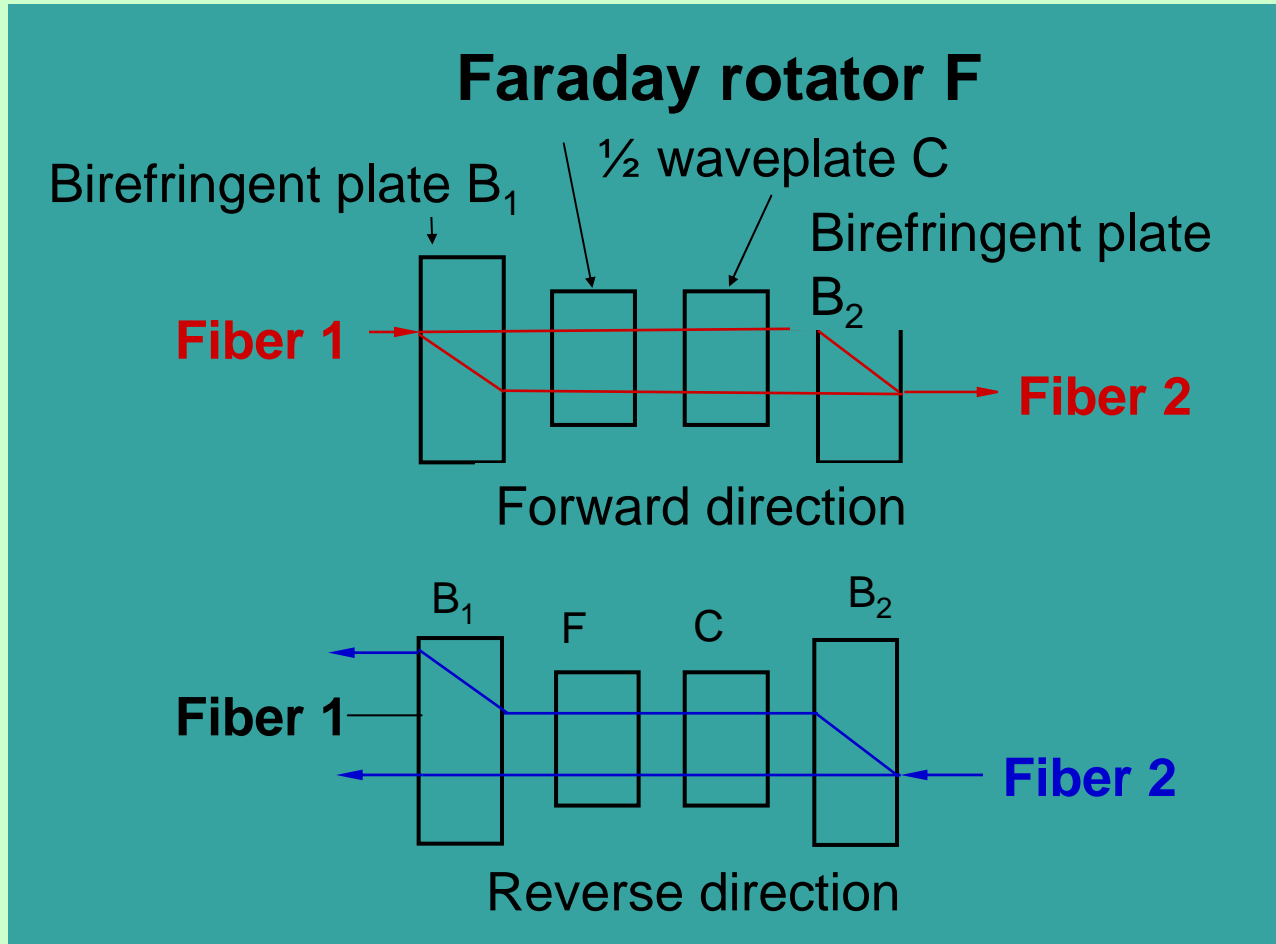 Faraday rotator F
½ waveplate C
Birefringent plate B₁
Birefringent plate
B₂
Fiber 1
Fiber 2
Forward direction
B₁
F
C
B₂
Fiber 1
Fiber 2
Reverse direction